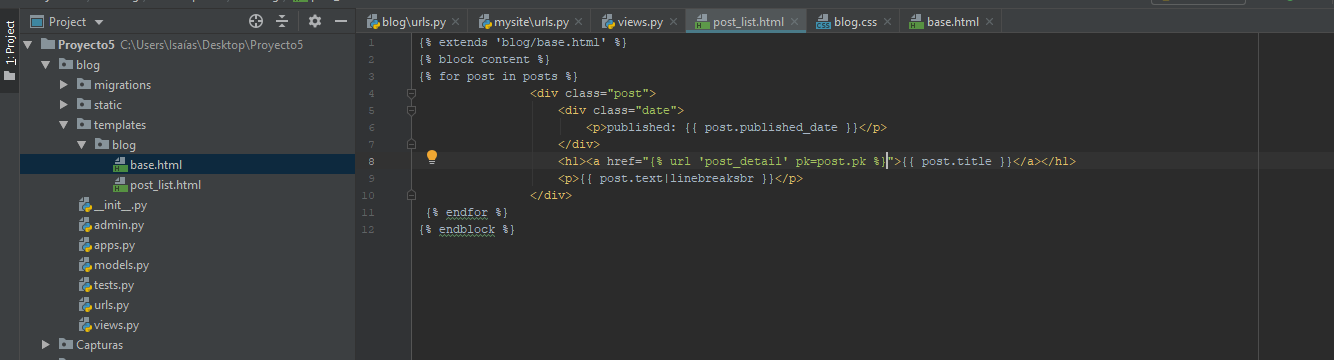 Project
blog\urls.py
mysite\urls.py
views.py
post_list.html
blog.css
base.html
1: Project
Proyecto5 C:\Users\Isaías\Desktop\Proyecto5
blog
migrations
static
templates
blog
base.html
post_list.html
__init__.py
admin.py
apps.py
models.py
tests.py
urls.py
views.py
Capturas
1 {% extends 'blog/base.html' %}
2 {% block content %}
3 {% for post in posts %}
4 <div class="post">
5 <div class="date">
6 <p>published: {{ post.published_date }}</p>
7 </div>
8 <h1><a href="{% url 'post_detail' pk=post.pk %}">{{ post.title }}</a></h1>
9 <p>{{ post.text|linebreaksbr }}</p>
10 </div>
11 {% endfor %}
12 {% endblock %}